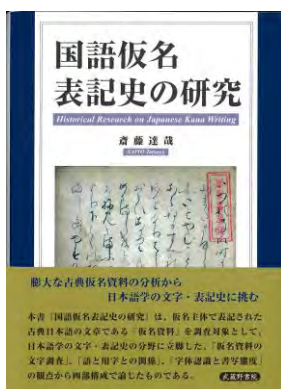 国語仮名
表記史の研究
Historical Research on Japanese Kana Writing
斎藤達哉
SAITO Tatsuya
膨大な古典仮名資料の分析から
日本語学の文字・表記史に挑む
本書『国語仮名表記史の研究』は、仮名主体で表記された
古典日本語の文章である「仮名資料」を調査対象として、
日本語学の文字・表記史の分野に立脚した、「仮名資料の
文字調査」、「語と用字との関係」、「字体認識と書写態度」
の観点から四部構成で論じたものである。
武蔵野書院